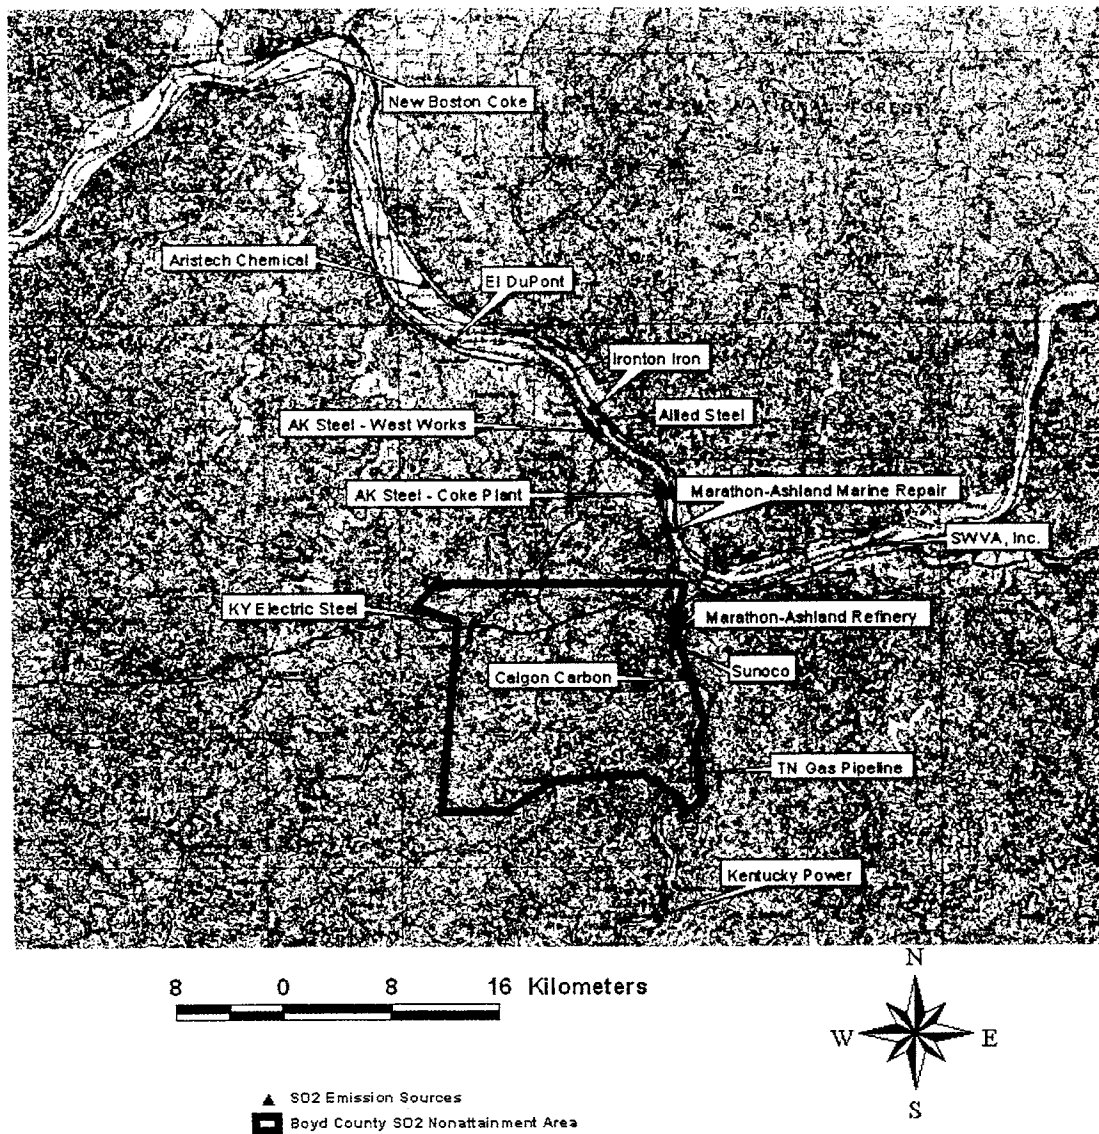 New Boston Coke
NATIONAL FOREST
Aristech Chemical
EI DuPont
Ironton Iron
Allied Steel
AK Steel - West Works
AK Steel - Coke Plant
Marathon-Ashland Marine Repair
SWVA, Inc.
KY Electric Steel
Marathon-Ashland Refinery
Calgon Carbon
Sunoco
TN Gas Pipeline
Kentucky Power
N
8 0 8 16 Kilometers
W E
S
SO2 Emission Sources
Boyd County SO2 Nonattainment Area